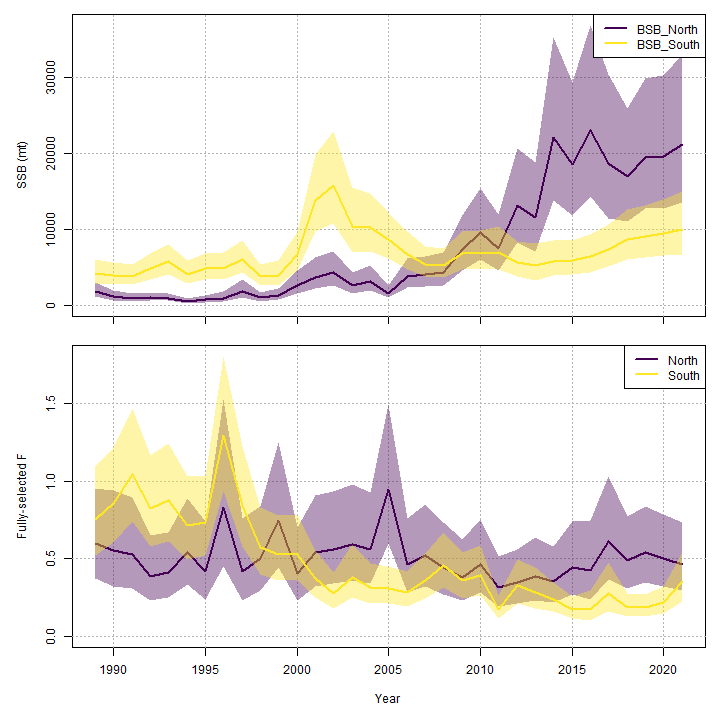 BSB_North
BSB_South
30000
20000
10000
0
SSB (mt)
North
South
1.5
1.0
0.5
0.0
Fully-selected F
1990 1995 2000 2005 2010 2015 2020
Year